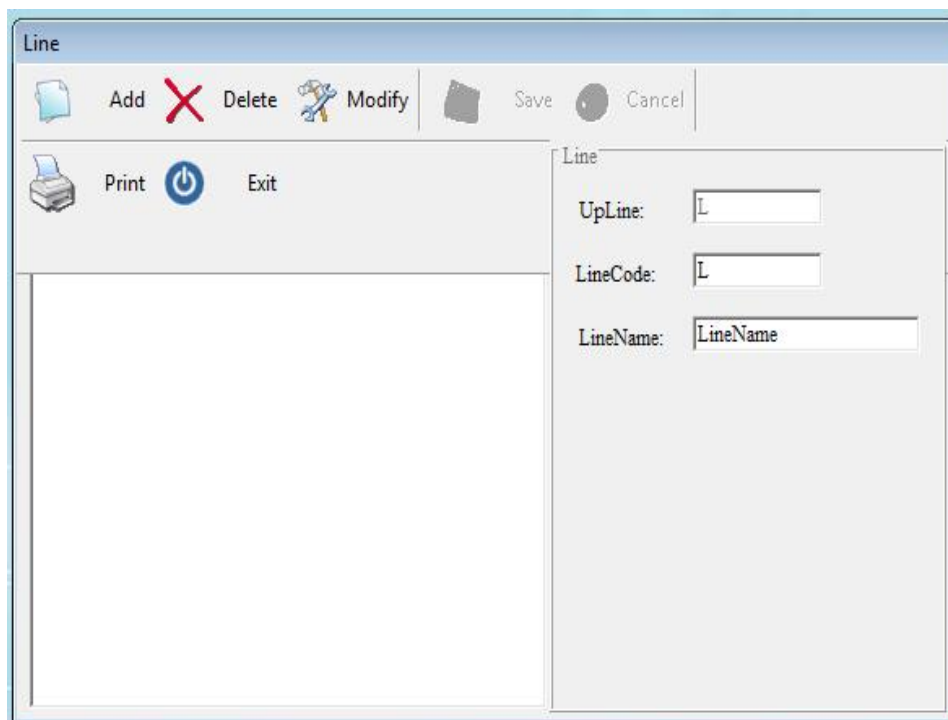 Line
Add Delete Modify Save Cancel
Print Exit
Line
UpLine: L
LineCode: L
LineName: LineName